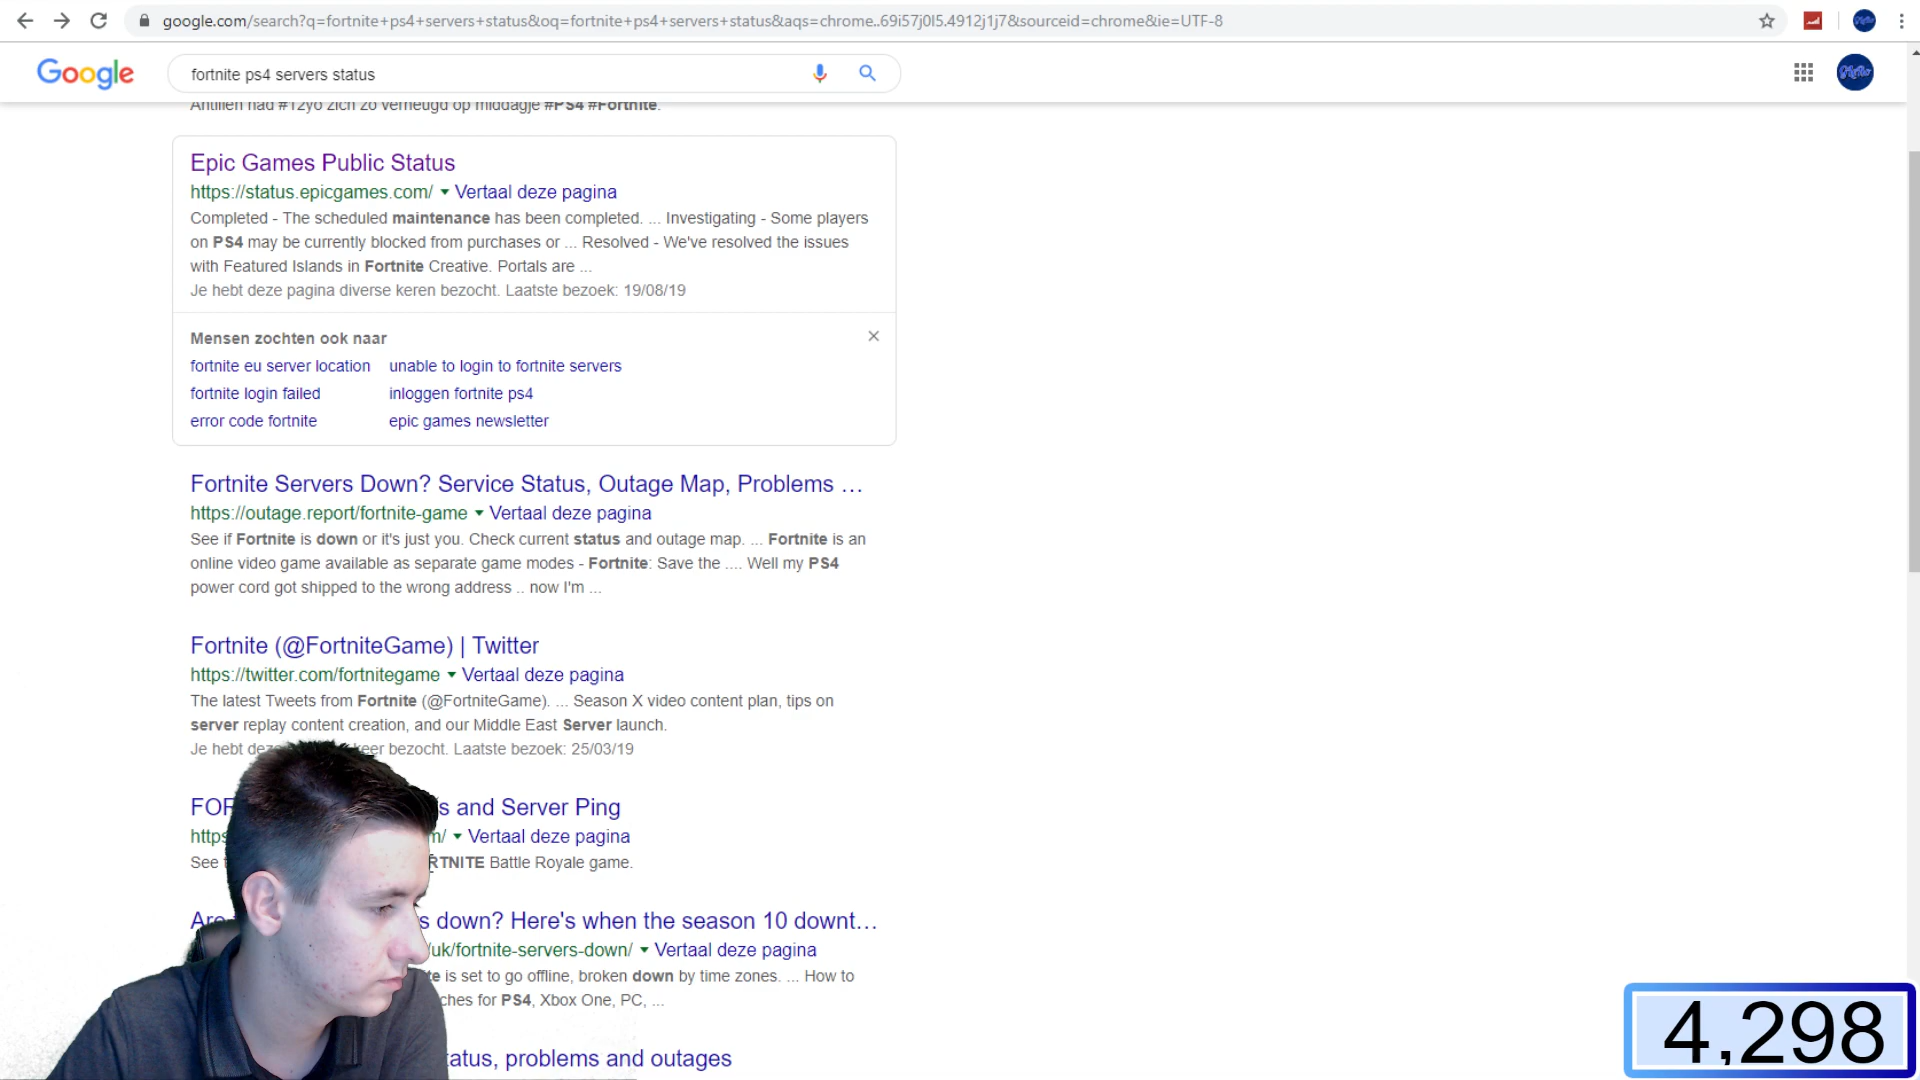 google.com/search?q=fortnite+ps4+servers+status&oq=fortnite+ps4+servers+status&aqs=chrome..69i57j0l5.4912j1j7&sourceid=chrome&ie=UTF-8
Google
fortnite ps4 servers status
Antillen had #12yo zich zo verheugd op middagje #PS4 #Fortnite.
Epic Games Public Status
https://status.epicgames.com/ Vertaal deze pagina
Completed - The scheduled maintenance has been completed. ... Investigating - Some players
on PS4 may be currently blocked from purchases or ... Resolved - We've resolved the issues
with Featured Islands in Fortnite Creative. Portals are ...
Je hebt deze pagina diverse keren bezocht. Laatste bezoek: 19/08/19
Mensen zochten ook naar
fortnite eu server location unable to login to fortnite servers
fortnite login failed inloggen fortnite ps4
error code fortnite epic games newsletter
Fortnite Servers Down? Service Status, Outage Map, Problems ...
https://outage.report/fortnite-game Vertaal deze pagina
See if Fortnite is down or it's just you. Check current status and outage map. ... Fortnite is an
online video game available as separate game modes - Fortnite: Save the .... Well my PS4
power cord got shipped to the wrong address .. now I'm ...
Fortnite (@FortniteGame) | Twitter
https://twitter.com/fortnitegame Vertaal deze pagina
The latest Tweets from Fortnite (@FortniteGame). ... Season X video content plan, tips on
server replay content creation, and our Middle East Server launch.
Je hebt keer bezocht. Laatste bezoek: 25/03/19
and Server Ping
Vertaal deze pagina
See Battle Royale game.
down? Here's when the season 10 downt...
/uk/fortnite-servers-down/ Vertaal deze pagina
is set to go offline, broken down by time zones. ... How to
for PS4, Xbox One, PC, ...
problems and outages
4,298